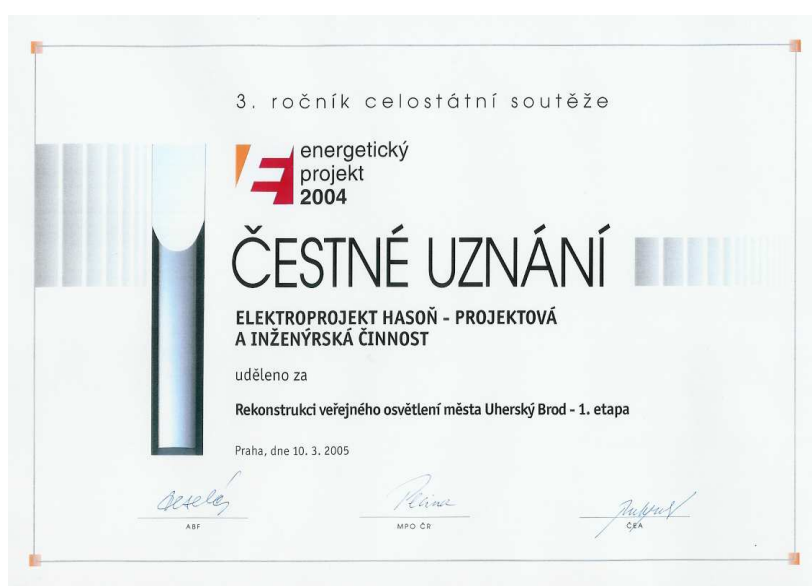 3. ročník celostátní soutěže
energetický
projekt
2004
ČESTNÉ UZNÁNÍ
ELEKTROPROJEKT HASOŇ - PROJEKTOVÁ
A INŽENÝRSKÁ ČINNOST
uděleno za
Rekonstrukci veřejného osvětlení města Uherský Brod - 1. etapa
Praha, dne 10. 3. 2005
ABF
MPO ČR
ČEA